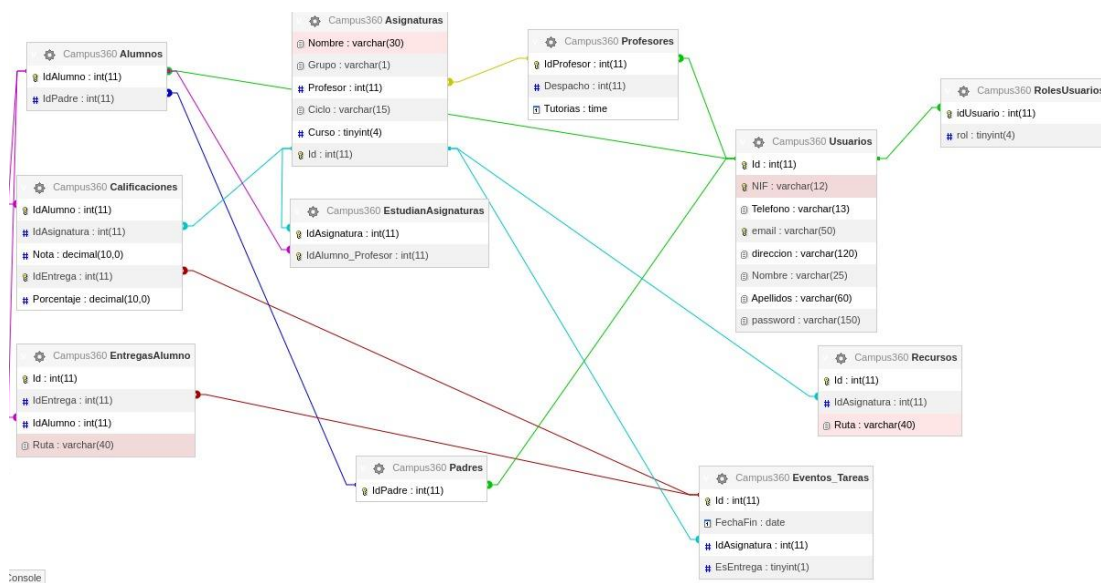 Campus360 Alumnos
IdAlumno : int(11)
IdPadre : int(11)
Campus360 Asignaturas
Nombre : varchar(30)
Grupo : varchar(1)
Profesor : int(11)
Ciclo : varchar(15)
Curso : tinyint(4)
Id : int(11)
Campus360 Profesores
IdProfesor : int(11)
Despacho : int(11)
Tutorias : time
Campus360 RolesUsuarios
idUsuario : int(11)
rol : tinyint(4)
Campus360 Usuarios
Id : int(11)
NIF : varchar(12)
Telefono : varchar(13)
email : varchar(50)
direccion : varchar(120)
Nombre : varchar(25)
Apellidos : varchar(60)
password : varchar(150)
Campus360 Calificaciones
IdAlumno : int(11)
IdAsignatura : int(11)
Nota : decimal(10,0)
IdEntrega : int(11)
Porcentaje : decimal(10,0)
Campus360 EstudianAsignaturas
IdAsignatura : int(11)
IdAlumno_Profesor : int(11)
Campus360 EntregasAlumno
Id : int(11)
IdEntrega : int(11)
IdAlumno : int(11)
Ruta : varchar(40)
Campus360 Recursos
Id : int(11)
IdAsignatura : int(11)
Ruta : varchar(40)
Campus360 Padres
IdPadre : int(11)
Campus360 Eventos_Tareas
Id : int(11)
FechaFin : date
IdAsignatura : int(11)
EsEntrega : tinyint(1)
Console